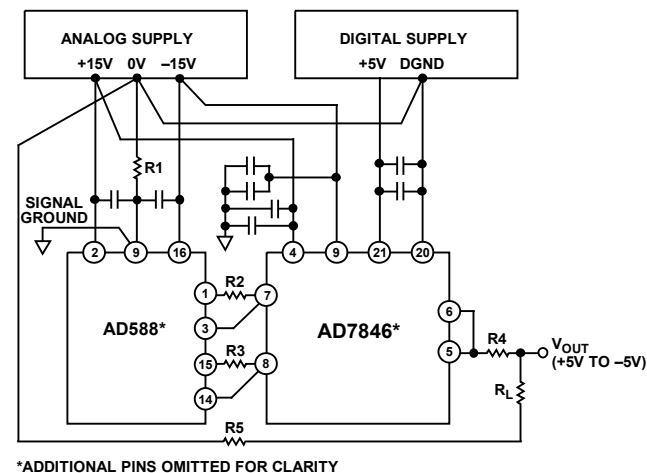 ANALOG SUPPLY
+15V 0V –15V
DIGITAL SUPPLY
+5V DGND
R1
SIGNAL
GROUND
2 9 16
4 9 21 20
1
R2
7
3
AD588*
AD7846*
15
R3
8
14
6
5
R4
VOUT
(+5V TO –5V)
RL
R5
*ADDITIONAL PINS OMITTED FOR CLARITY